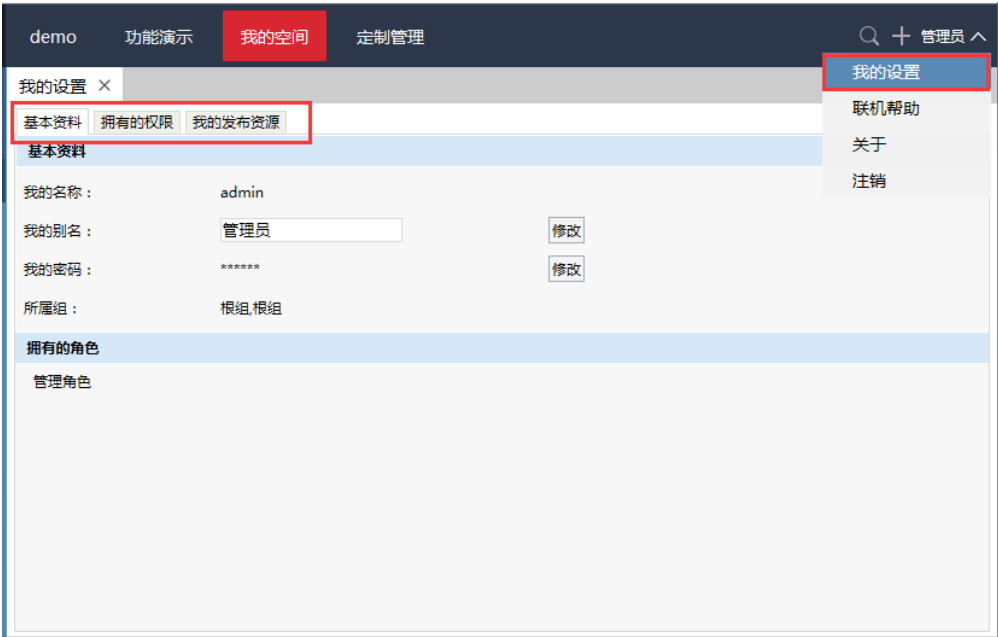 demo 功能演示 我的空间 定制管理 管理员
我的设置
联机帮助
关于
注销
我的设置
基本资料 拥有的权限 我的发布资源
基本资料
我的名称： admin
我的别名： 管理员 修改
我的密码： ****** 修改
所属组： 根组,根组
拥有的角色
管理角色